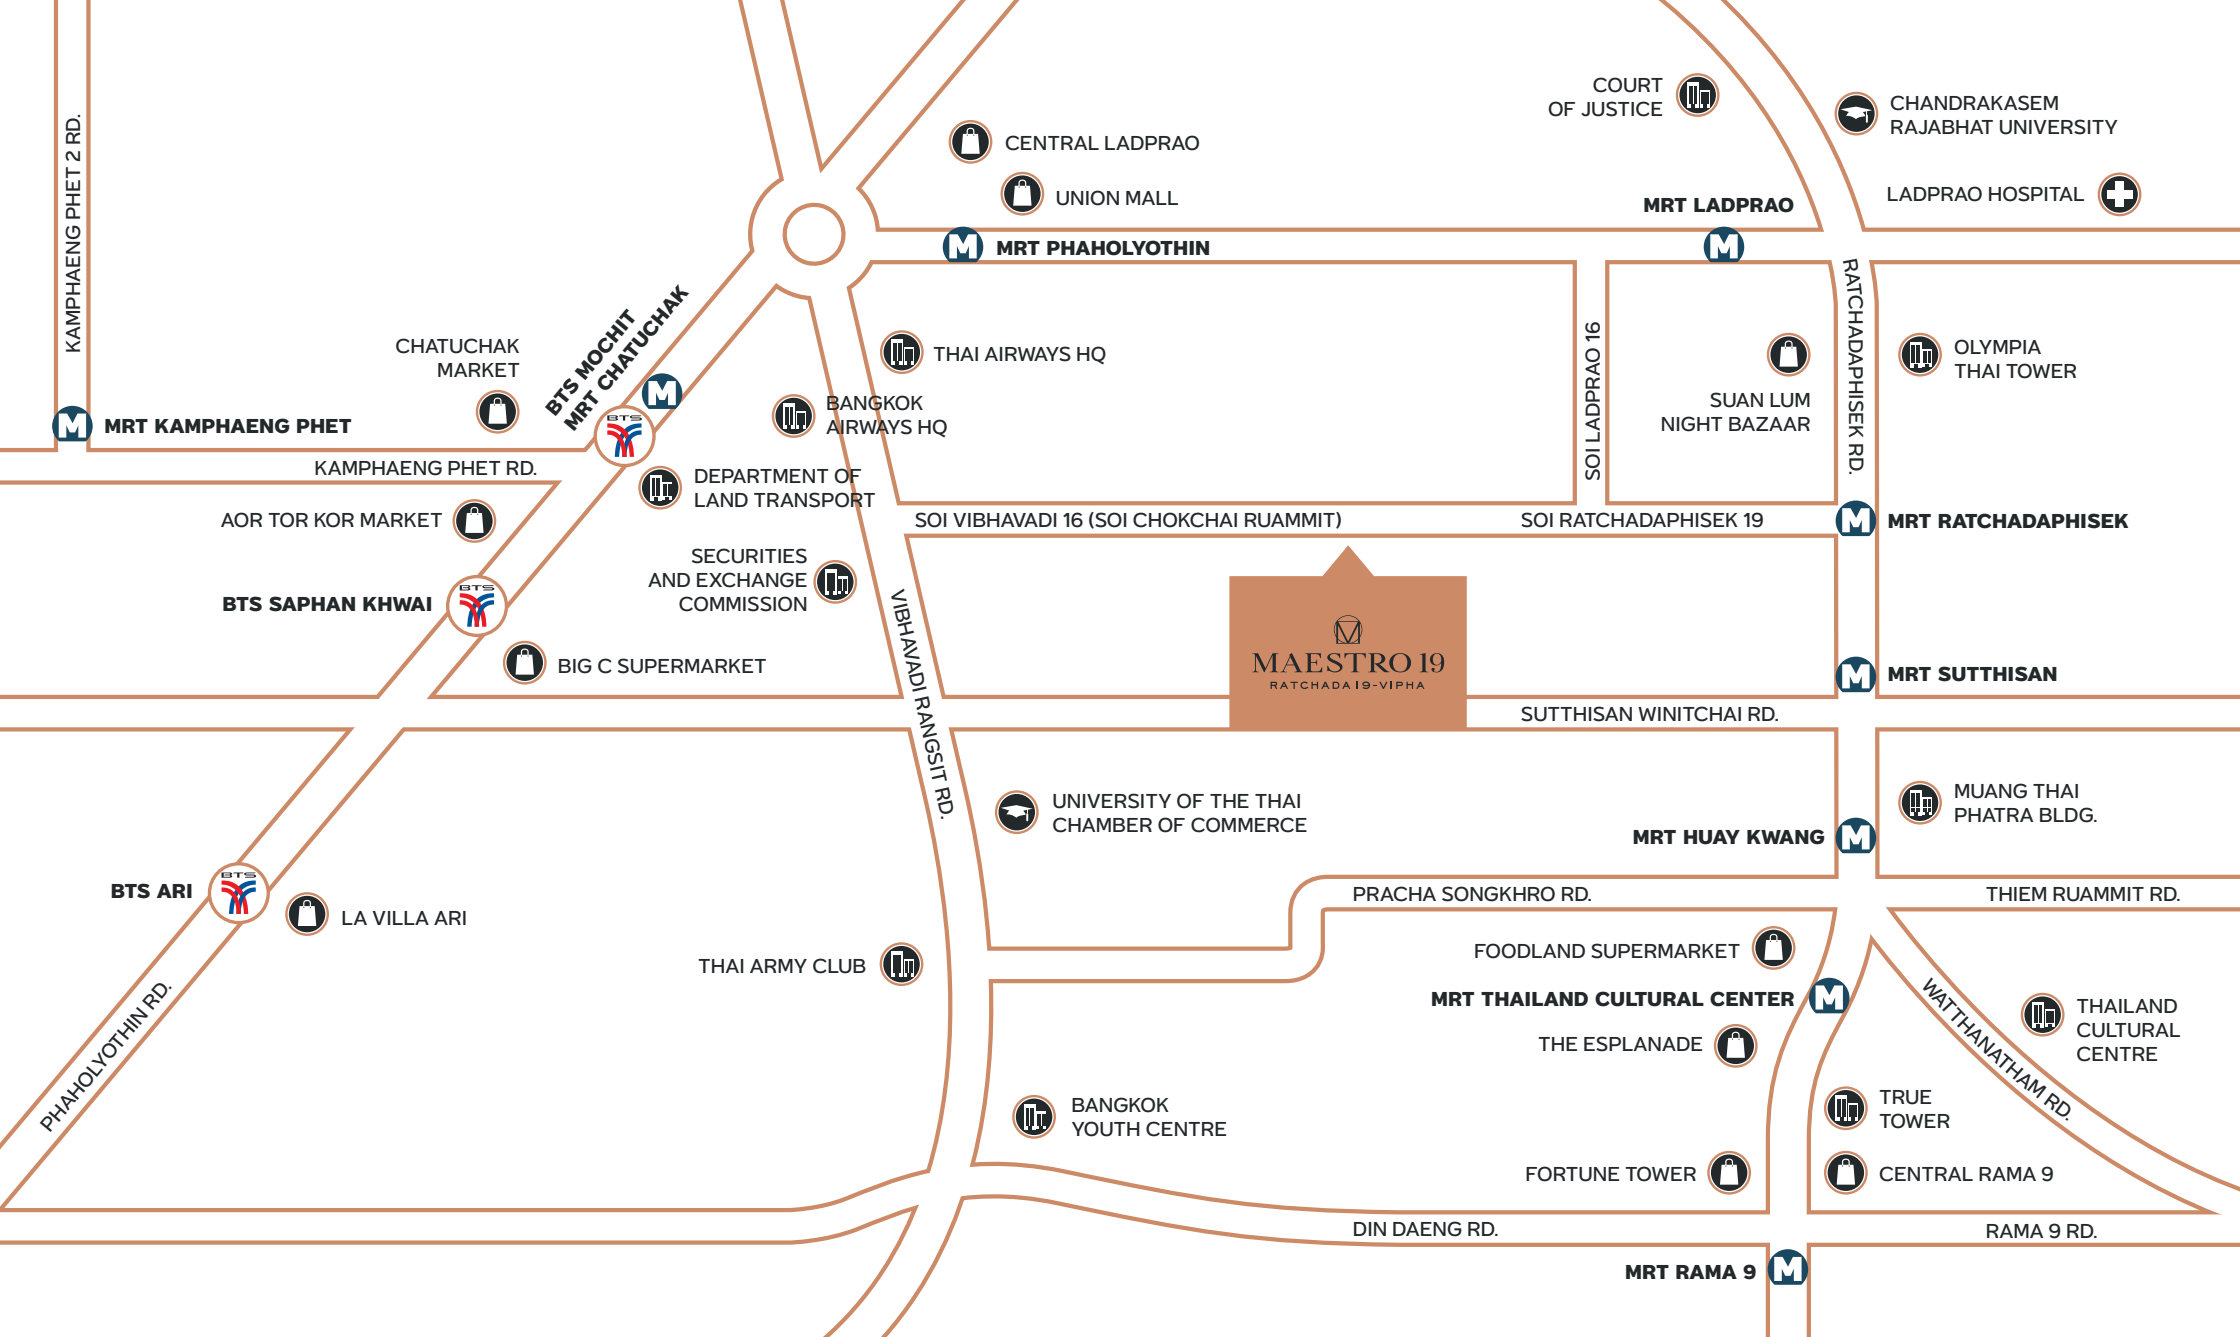 KAMPHAENG PHET 2 RD.
COURT
OF JUSTICE
CHANDRAKASEM
RAJABHAT UNIVERSITY
CENTRAL LADPRAO
UNION MALL
LADPRAO HOSPITAL
MRT LADPRAO
MRT PHAHOLYOTHIN
BTS MOCHIT
MRT CHATUCHAK
CHATUCHAK
MARKET
THAI AIRWAYS HQ
SOI LADPRAO 16
RATCHADAPHISEK RD.
OLYMPIA
THAI TOWER
SUAN LUM
NIGHT BAZAAR
BANGKOK
AIRWAYS HQ
BTS
MRT KAMPHAENG PHET
KAMPHAENG PHET RD.
DEPARTMENT OF
LAND TRANSPORT
AOR TOR KOR MARKET
SOI VIBHAVADI 16 (SOI CHOKCHAI RUAMMIT)
SOI RATCHADAPHISEK 19
MRT RATCHADAPHISEK
SECURITIES
AND EXCHANGE
COMMISSION
BTS
BTS SAPHAN KHWAI
VIBHAVADI RANGSIT RD.
BIG C SUPERMARKET
MAESTRO 19
RATCHADA 19-VIPHA
MRT SUTTHISAN
SUTTHISAN WINITCHAI RD.
UNIVERSITY OF THE THAI
CHAMBER OF COMMERCE
MUANG THAI
PHATRA BLDG.
MRT HUAY KWANG
BTS
BTS ARI
LA VILLA ARI
PRACHA SONGKHRO RD.
THIEM RUAMMIT RD.
THAI ARMY CLUB
FOODLAND SUPERMARKET
MRT THAILAND CULTURAL CENTER
THE ESPLANADE
WATTHANATHAM RD.
THAILAND
CULTURAL
CENTRE
PHAHOLYOTHIN RD.
BANGKOK
YOUTH CENTRE
TRUE
TOWER
FORTUNE TOWER
CENTRAL RAMA 9
DIN DAENG RD.
RAMA 9 RD.
MRT RAMA 9